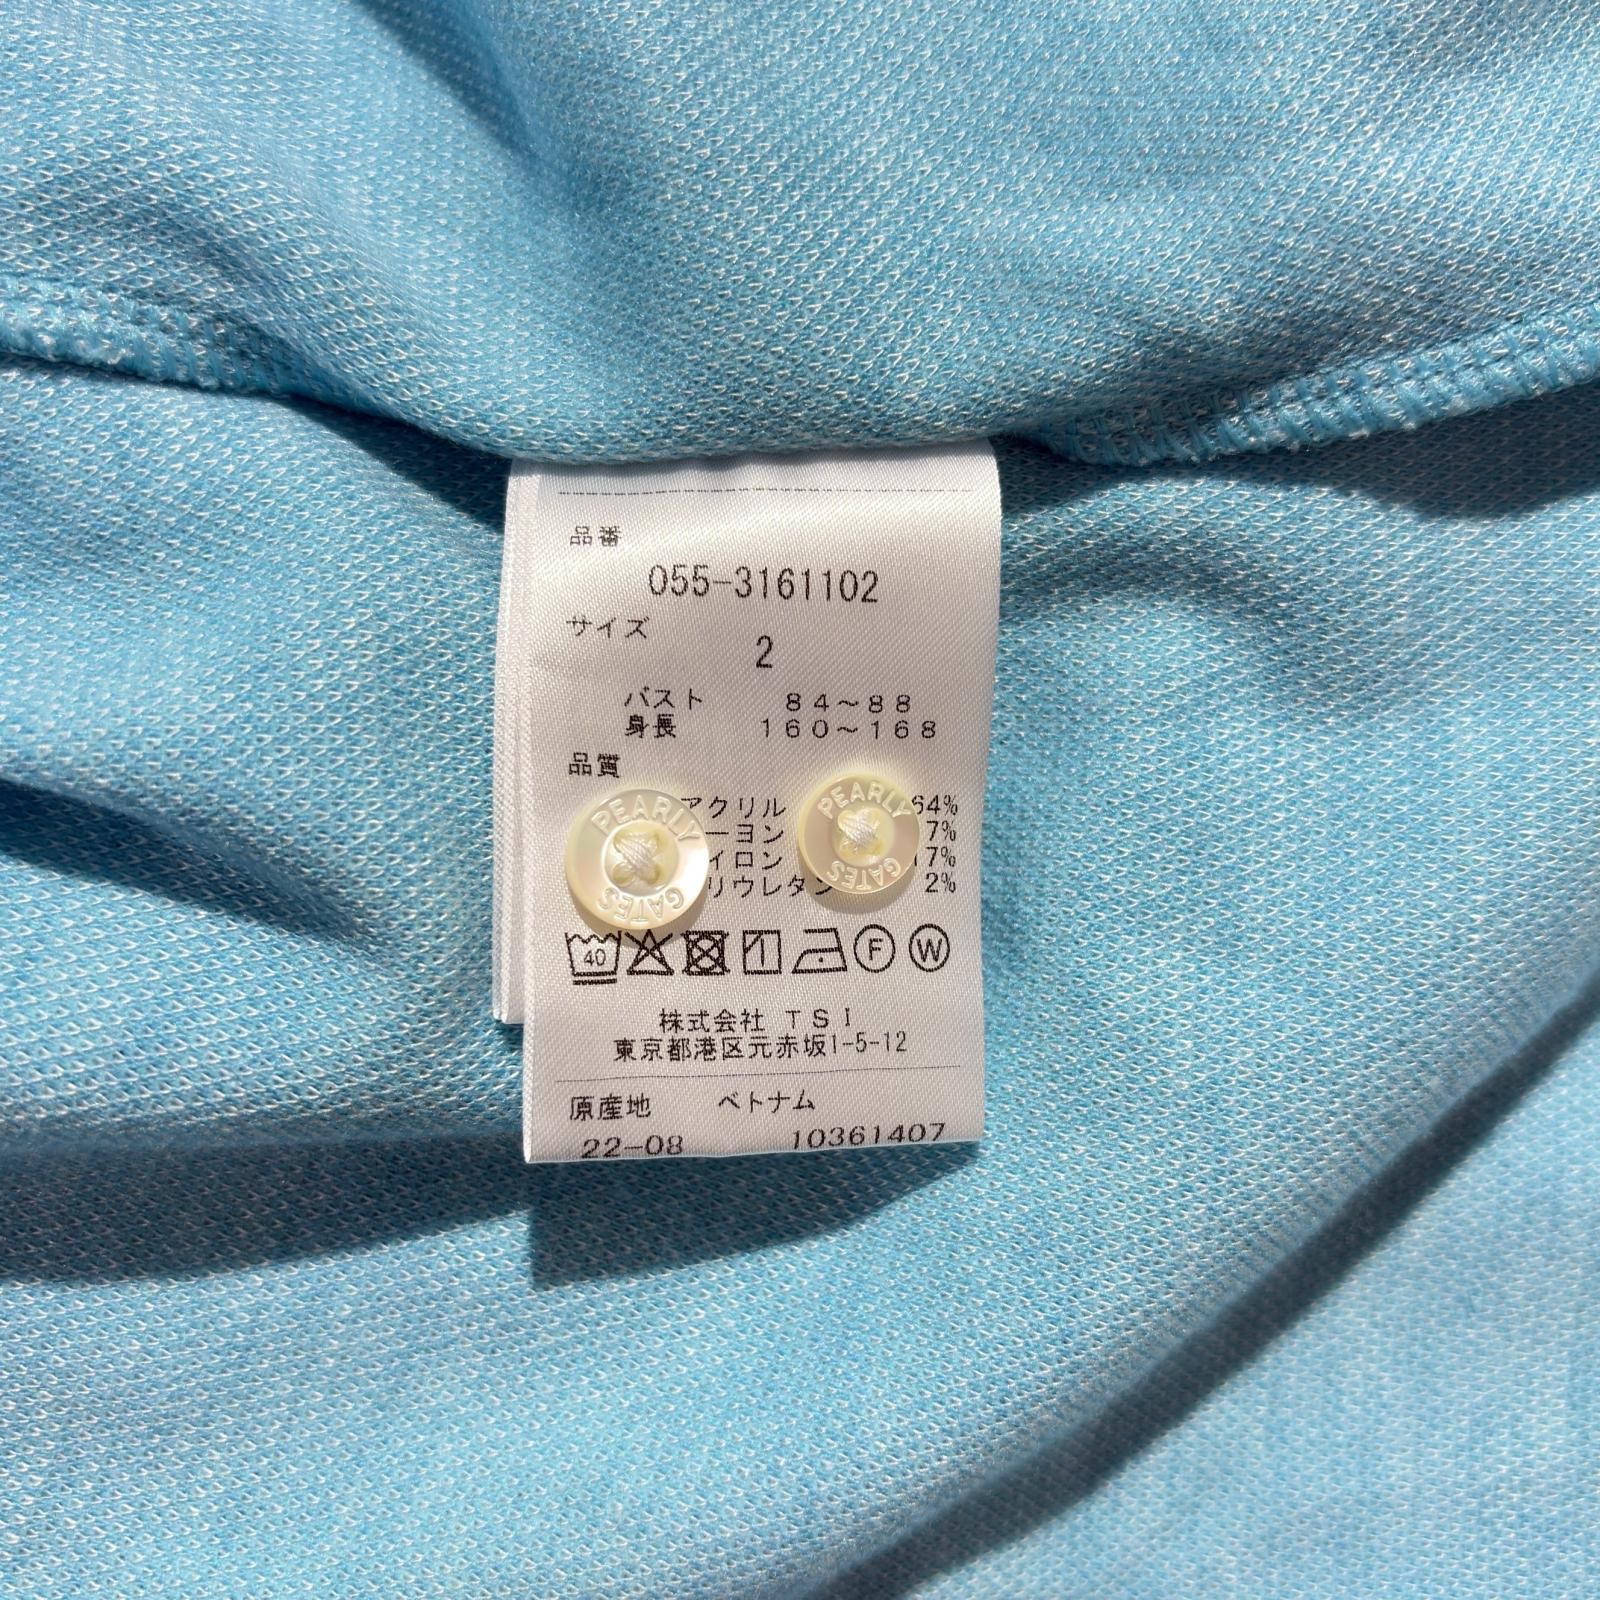 品番
055-3161102
サイズ
2
バスト 84～88
身長 160～168
品質
アクリル 64%
ーヨン 7%
イロン 17%
リウレタン 2%
PEARLY GATES
PEARLY GATES
40 F W
株式会社 TSI
東京都港区元赤坂1-5-12
原産地 ベトナム
22-08 10361407